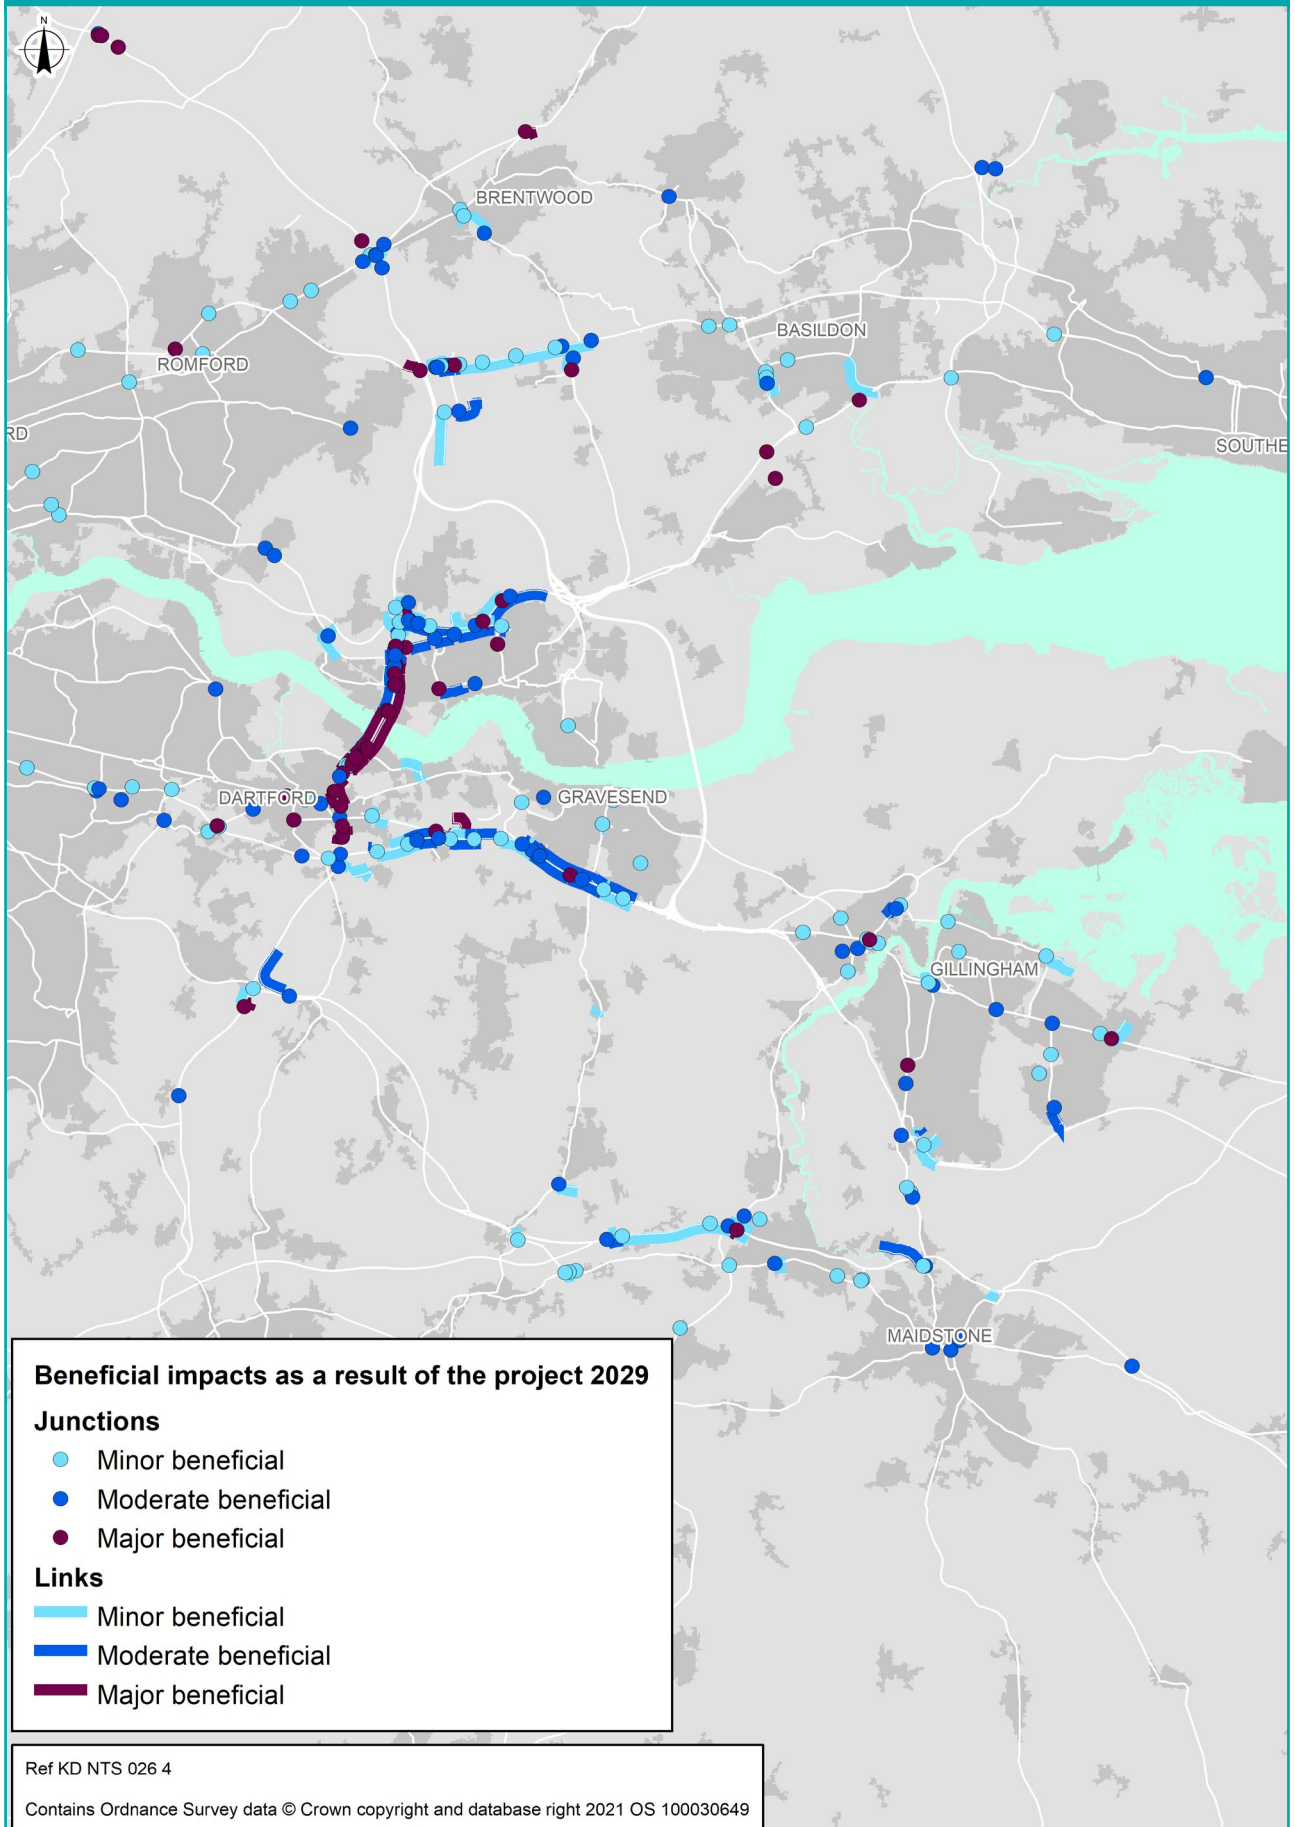 N
BRENTWOOD
BASILDON
ROMFORD
RD
SOUTHE
DARTFORD
GRAVESEND
GILLINGHAM
MAIDSTONE
Beneficial impacts as a result of the project 2029
Junctions
Minor beneficial
Moderate beneficial
Major beneficial
Links
Minor beneficial
Moderate beneficial
Major beneficial
Ref KD NTS 026 4
Contains Ordnance Survey data © Crown copyright and database right 2021 OS 100030649